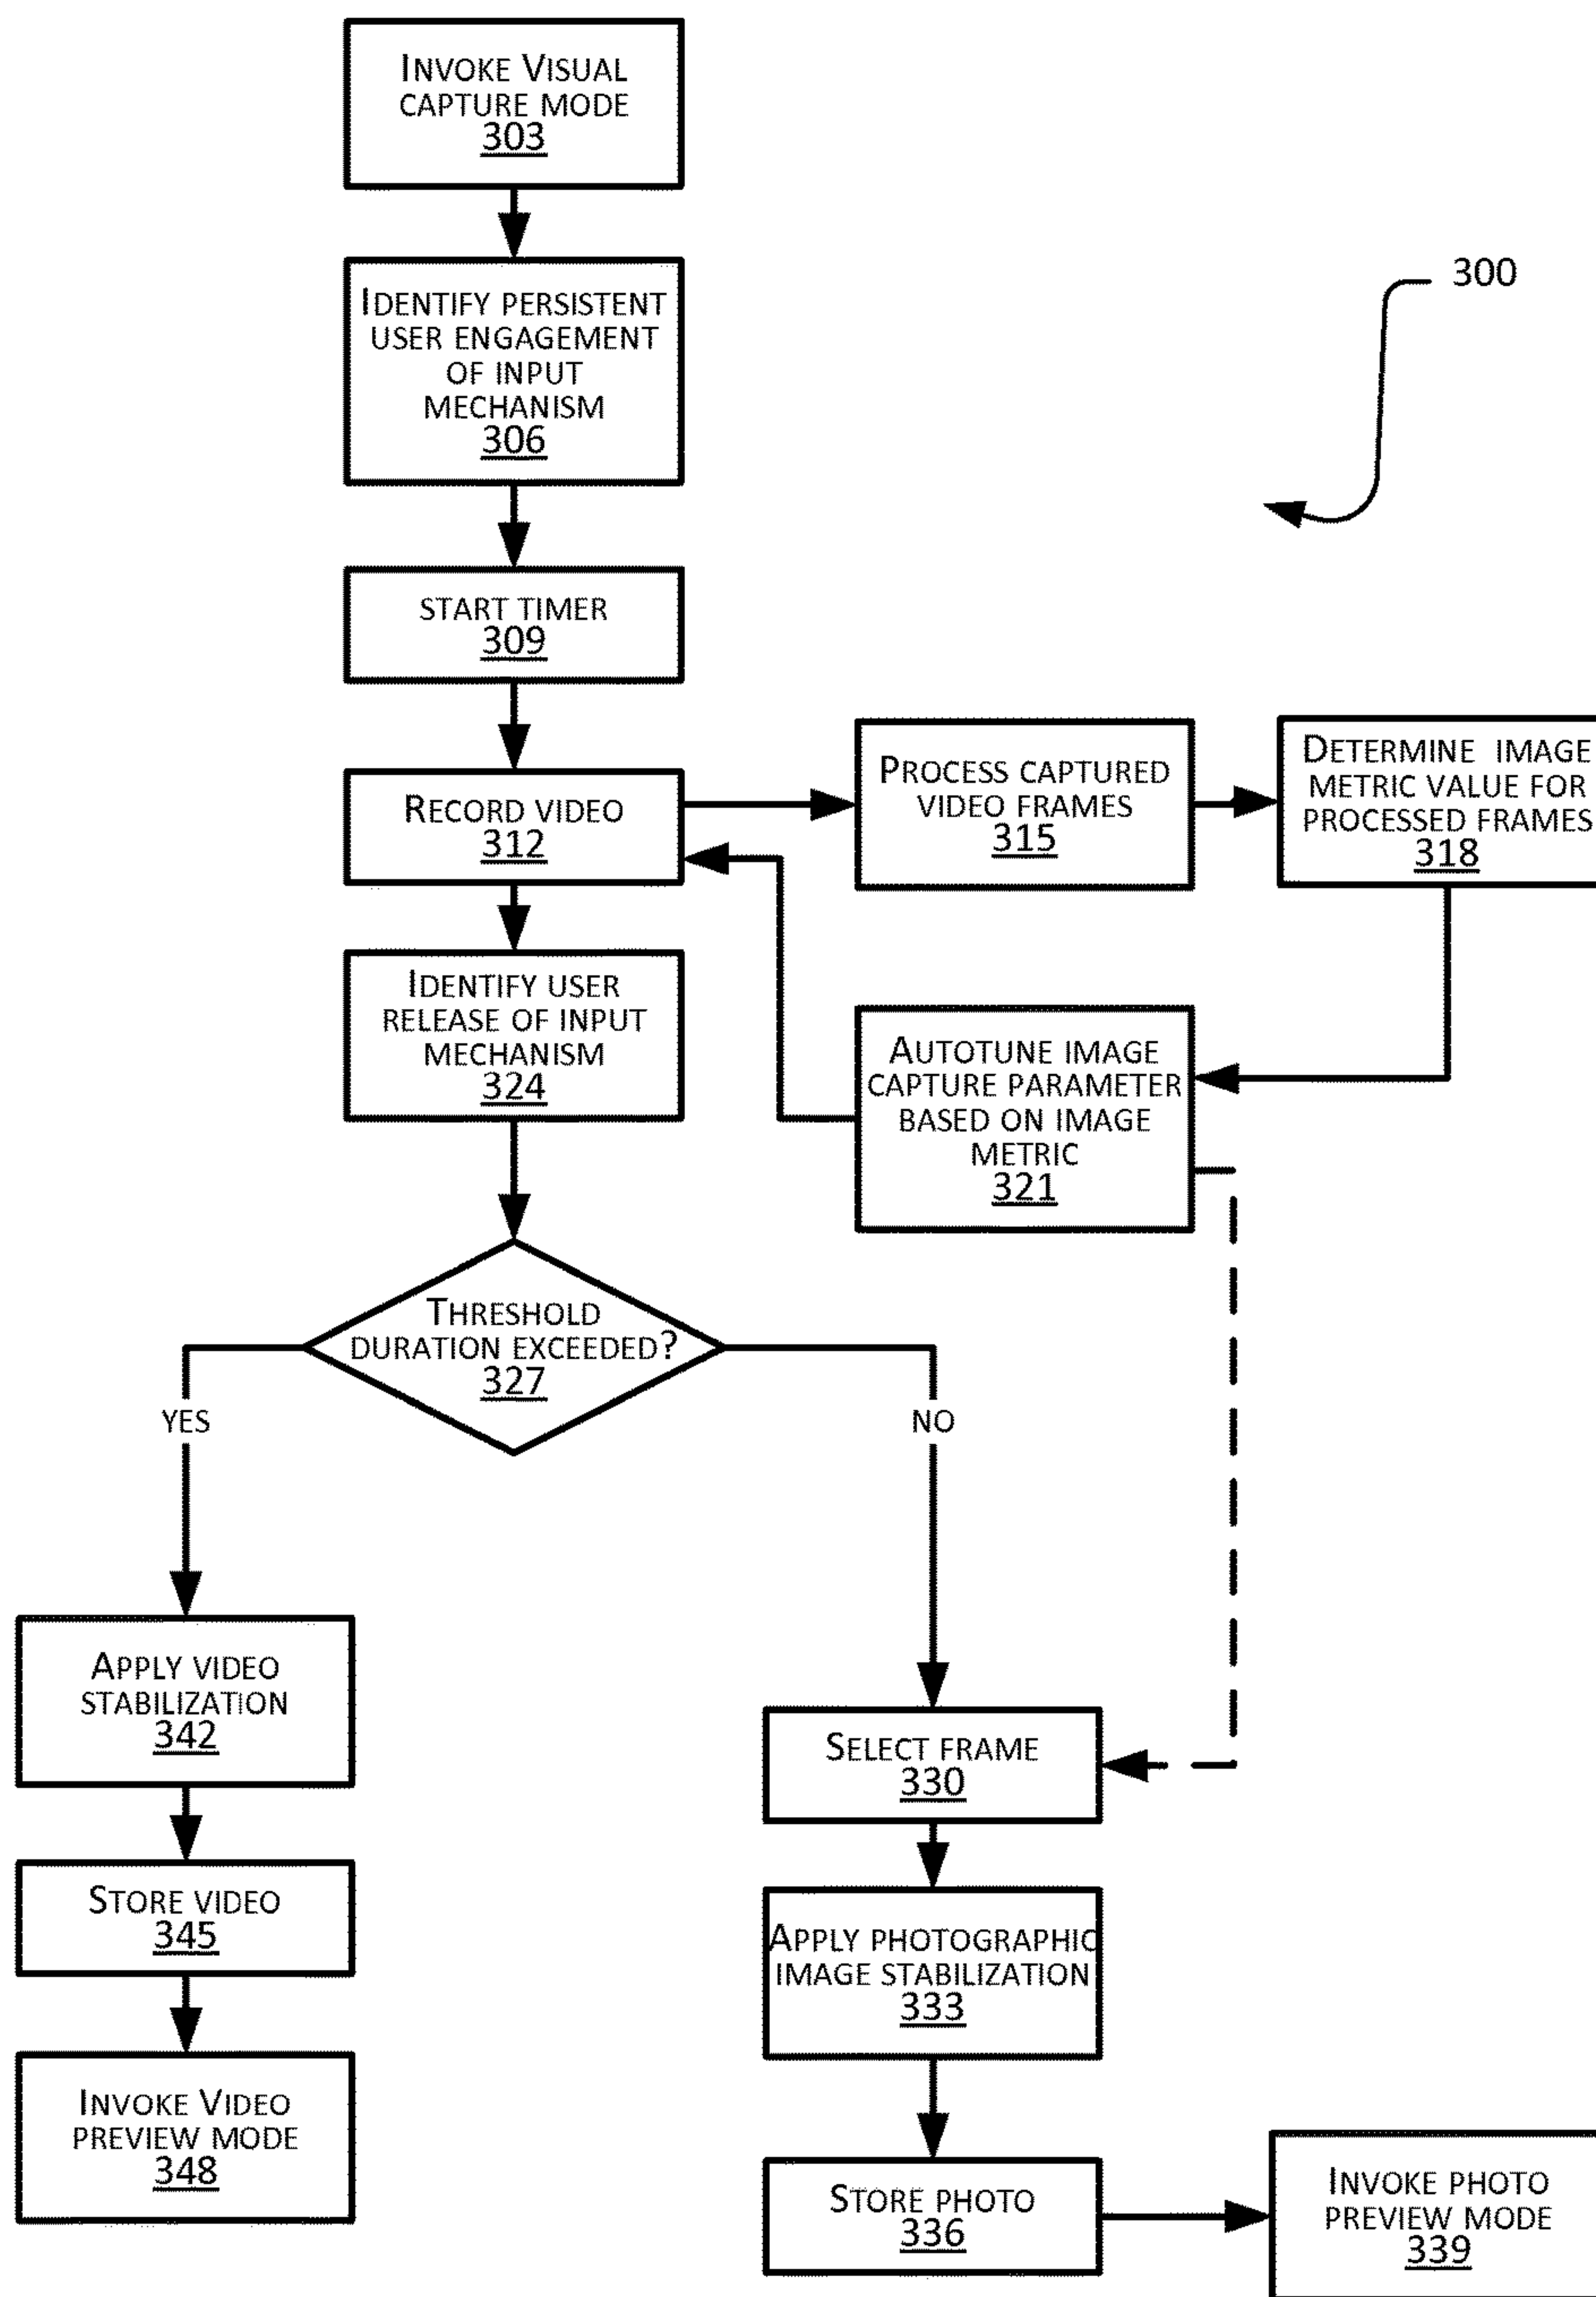 INVOKE VISUAL
CAPTURE MODE
303
IDENTIFY PERSISTENT
USER ENGAGEMENT
OF INPUT
MECHANISM
306
300
START TIMER
309
RECORD VIDEO
312
PROCESS CAPTURED
VIDEO FRAMES
315
DETERMINE IMAGE
METRIC VALUE FOR
PROCESSED FRAMES
318
IDENTIFY USER
RELEASE OF INPUT
MECHANISM
324
AUTOTUNE IMAGE
CAPTURE PARAMETER
BASED ON IMAGE
METRIC
321
THRESHOLD
DURATION EXCEEDED?
327
YES
NO
APPLY VIDEO
STABILIZATION
342
STORE VIDEO
345
INVOKE VIDEO
PREVIEW MODE
348
SELECT FRAME
330
APPLY PHOTOGRAPHIC
IMAGE STABILIZATION
333
STORE PHOTO
336
INVOKE PHOTO
PREVIEW MODE
339